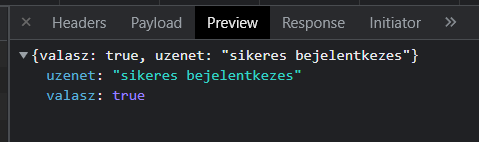 Headers Payload Preview Response Initiator
{valasz: true, uzenet: "sikeres bejelentkezes"}
uzenet: "sikeres bejelentkezes"
valasz: true